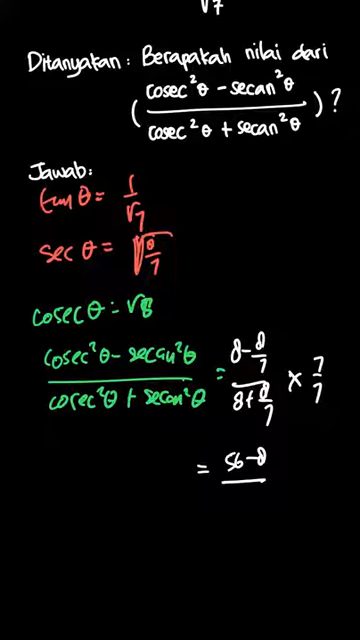 √7
Ditanyakan: Berapakah nilai dari
(cosec²θ - secan²θ / cosec²θ + secan²θ)?
Jawab:
tan θ = 1/√7
sec θ = √8/7
cosec θ = √8
cosec²θ - secan²θ / cosec²θ + secan²θ = 8 - 8/7 / 8 + 8/7 × 7/7
= 56 - 8